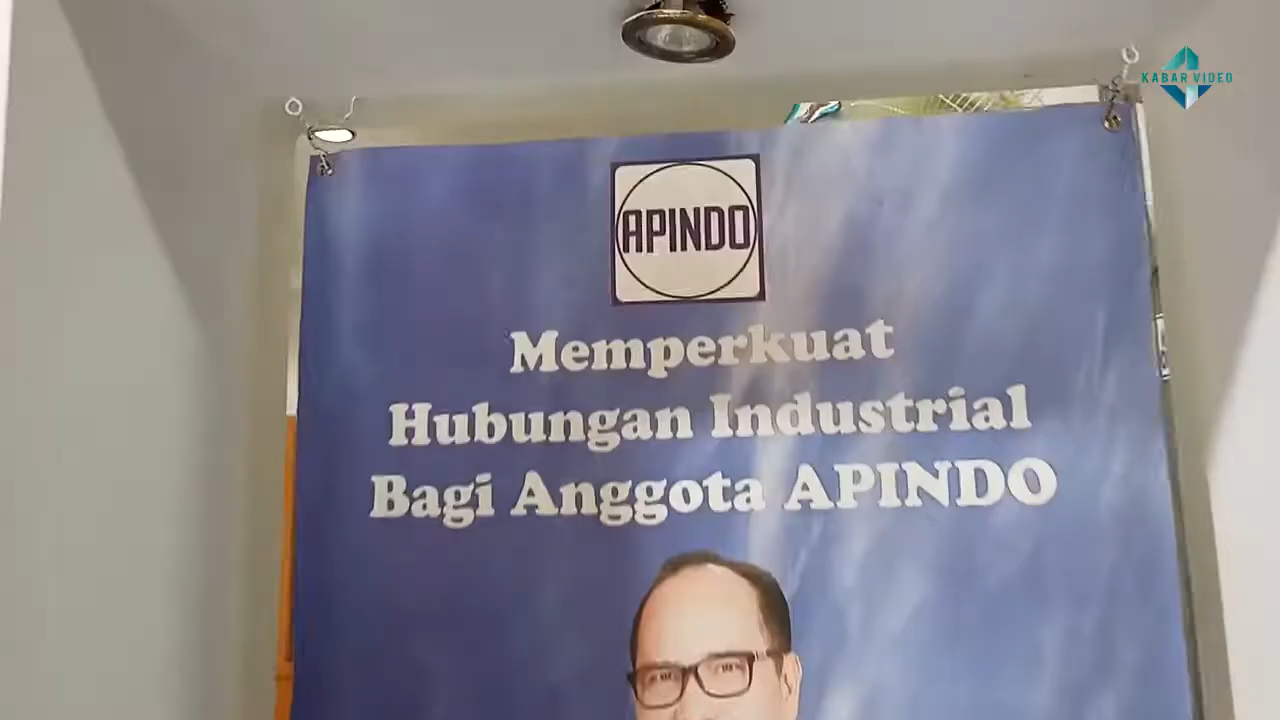 KABAR VIDEO
APINDO
Memperkuat
Hubungan Industrial
Bagi Anggota APINDO